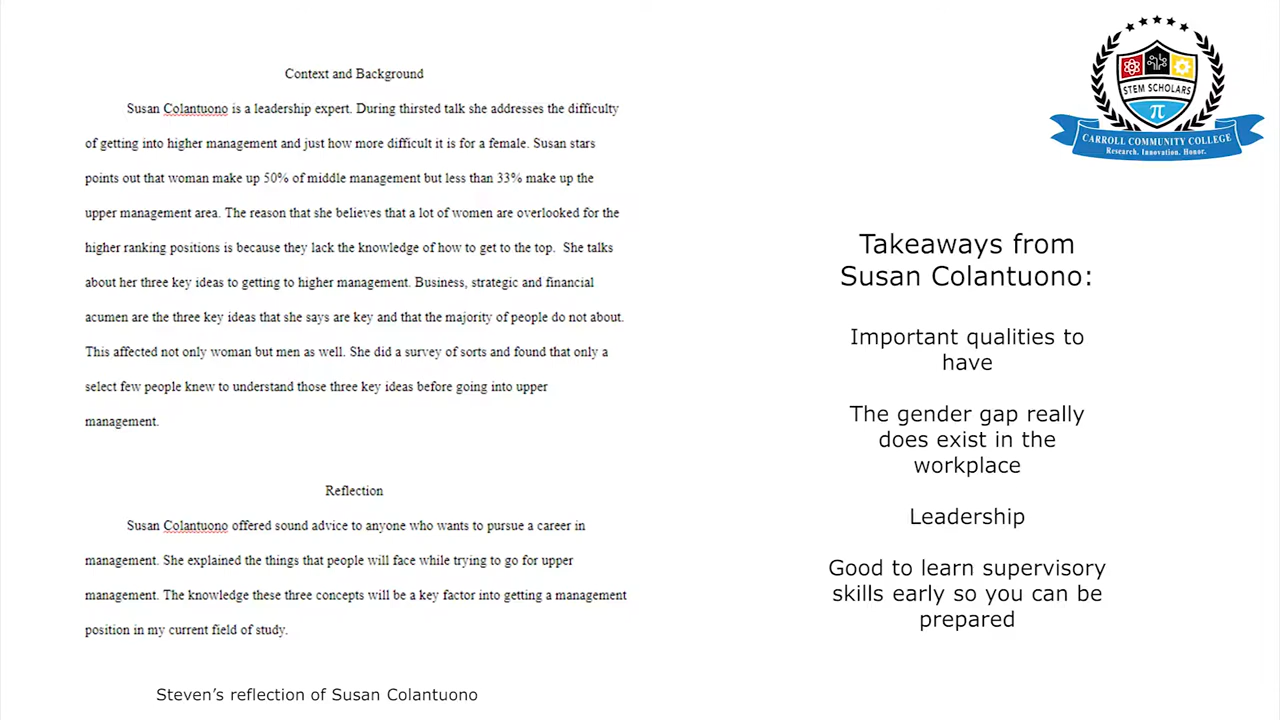 Context and Background
Susan Colantuono is a leadership expert. During thirsted talk she addresses the difficulty
of getting into higher management and just how more difficult it is for a female. Susan stars
points out that woman make up 50% of middle management but less than 33% make up the
upper management area. The reason that she believes that a lot of women are overlooked for the
higher ranking positions is because they lack the knowledge of how to get to the top.  She talks
about her three key ideas to getting to higher management. Business, strategic and financial
acumen are the three key ideas that she says are key and that the majority of people do not about.
This affected not only woman but men as well. She did a survey of sorts and found that only a
select few people knew to understand those three key ideas before going into upper
management.
Reflection
Susan Colantuono offered sound advice to anyone who wants to pursue a career in
management. She explained the things that people will face while trying to go for upper
management. The knowledge these three concepts will be a key factor into getting a management
position in my current field of study.
Steven’s reflection of Susan Colantuono
STEM SCHOLARS
π
CARROLL COMMUNITY COLLEGE
Research. Innovation. Honor.
Takeaways from
Susan Colantuono:
Important qualities to
have
The gender gap really
does exist in the
workplace
Leadership
Good to learn supervisory
skills early so you can be
prepared